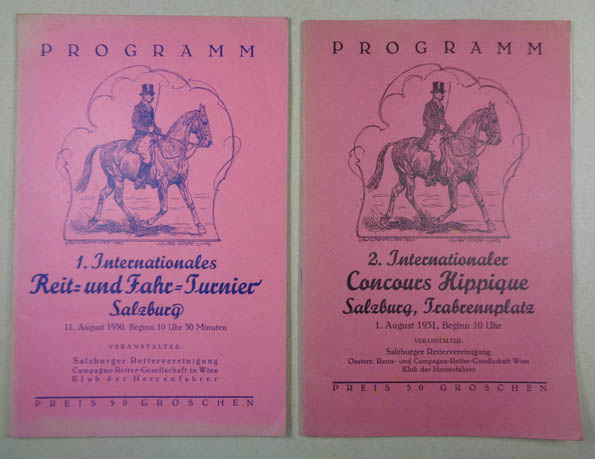 PROGRAMM
1. Internationales
Reit= und Fahr=Turnier
Salzburg
11. August 1930, Beginn 10 Uhr 30 Minuten
VERANSTALTER:
Salzburger Reitervereinigung
Campagne-Reiter-Gesellschaft in Wien
Klub der Herrenfahrer
PREIS 50 GROSCHEN
PROGRAMM
2. Internationaler
Concours Hippique
Salzburg, Trabrennplatz
1. August 1931, Beginn 10 Uhr
VERANSTALTER:
Salzburger Reitervereinigung
Oesterr. Renn- und Campagne-Reiter-Gesellschaft Wien
Klub der Herrenfahrer
PREIS 50 GROSCHEN